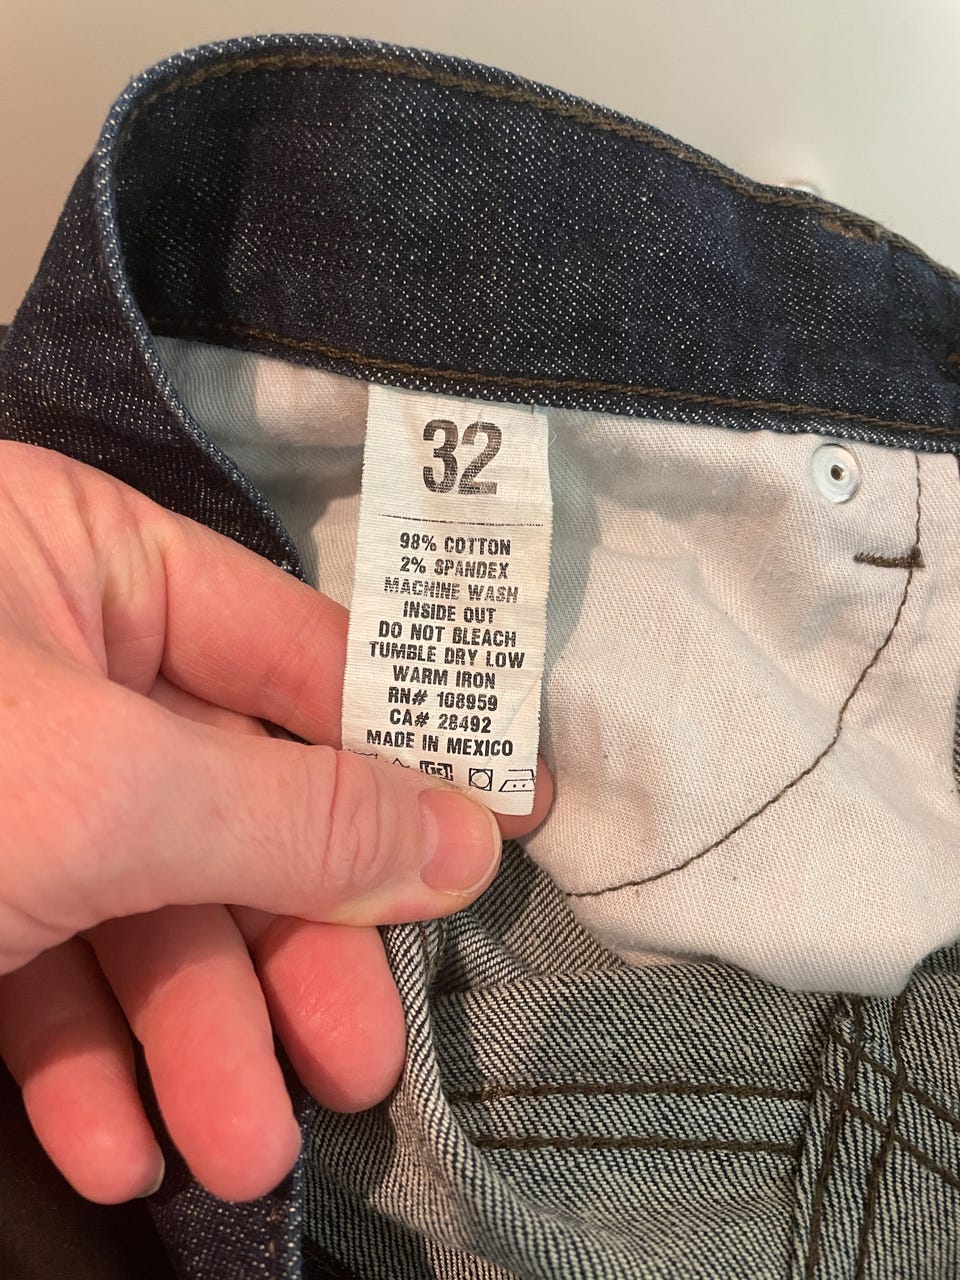 32
98% COTTON
2% SPANDEX
MACHINE WASH
INSIDE OUT
DO NOT BLEACH
TUMBLE DRY LOW
WARM IRON
RN# 108959
CA# 28492
MADE IN MEXICO